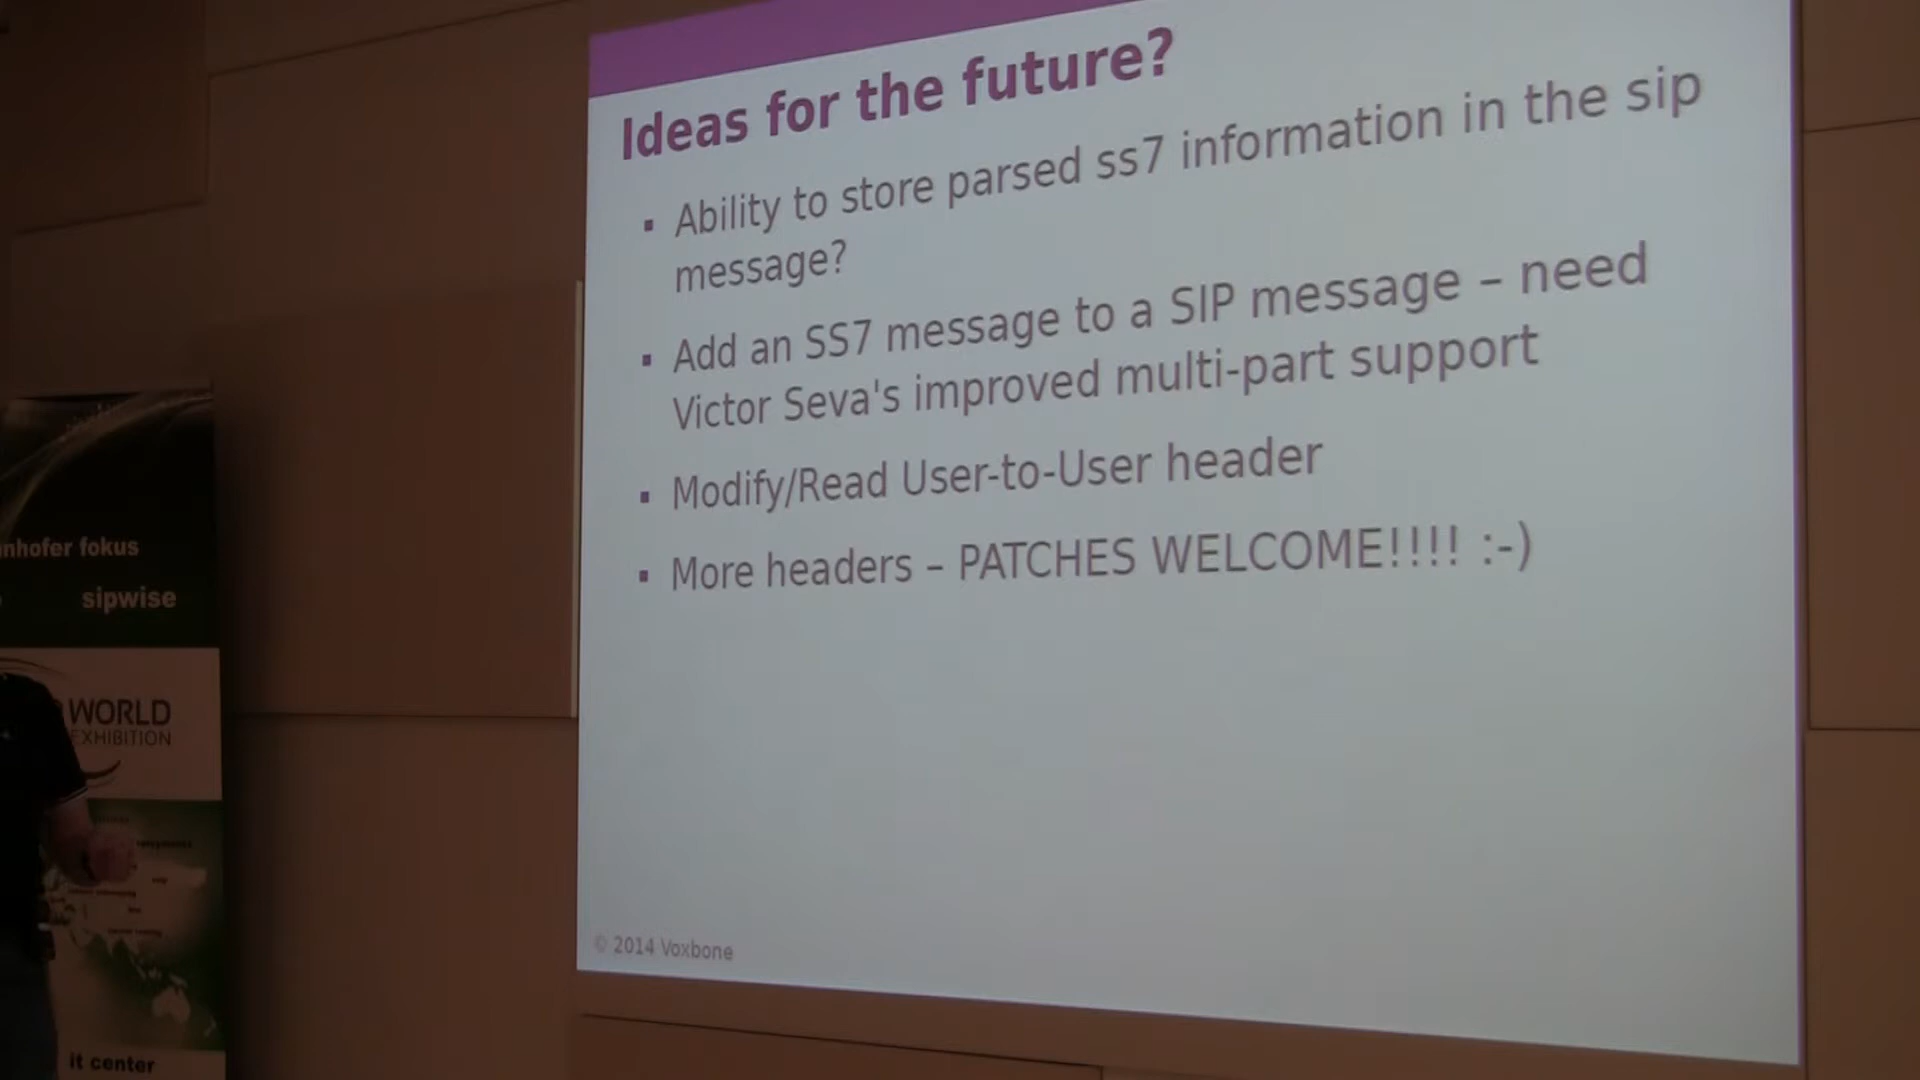 Ideas for the future?
▪ Ability to store parsed ss7 information in the sip
message?
▪ Add an SS7 message to a SIP message – need
Victor Seva's improved multi-part support
▪ Modify/Read User-to-User header
▪ More headers – PATCHES WELCOME!!!! :-)
© 2014 Voxbone
nhofer fokus
sipwise
WORLD
EXHIBITION
it center